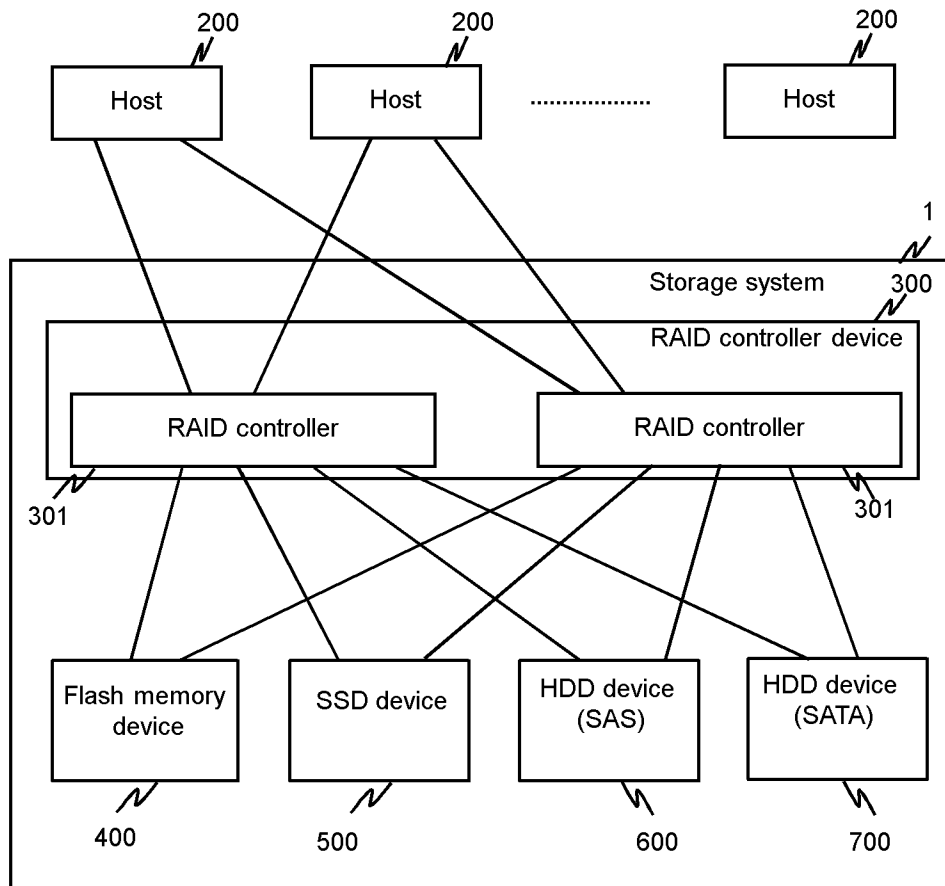 200
200
200
Host
Host
Host
1
Storage system
300
RAID controller device
RAID controller
RAID controller
301
301
Flash memory
device
SSD device
HDD device
(SAS)
HDD device
(SATA)
400
500
600
700